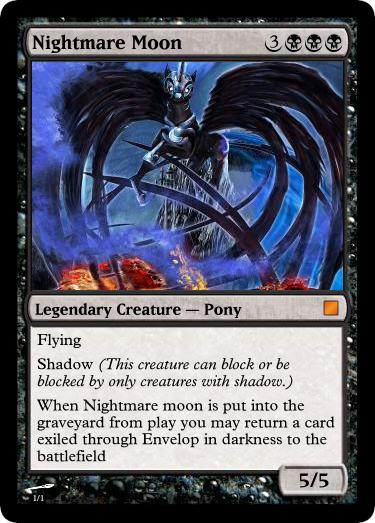 Nightmare Moon 3
Legendary Creature — Pony
Flying
Shadow (This creature can block or be
blocked by only creatures with shadow.)
When Nightmare moon is put into the
graveyard from play you may return a card
exiled through Envelop in darkness to the
battlefield
5/5
1/1